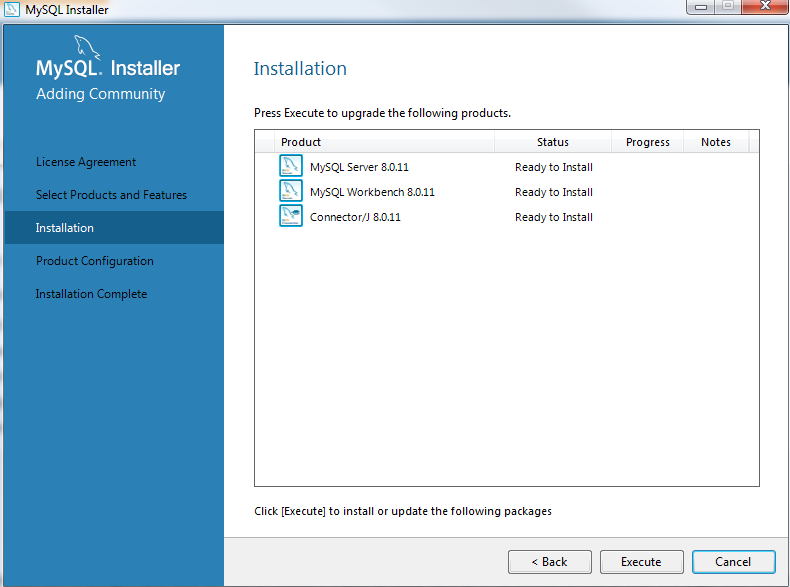 MySQL Installer
MySQL. Installer
Adding Community
License Agreement
Select Products and Features
Installation
Product Configuration
Installation Complete
Installation
Press Execute to upgrade the following products.
Product Status Progress Notes
MySQL Server 8.0.11 Ready to Install
MySQL Workbench 8.0.11 Ready to Install
Connector/J 8.0.11 Ready to Install
Click [Execute] to install or update the following packages
< Back Execute Cancel